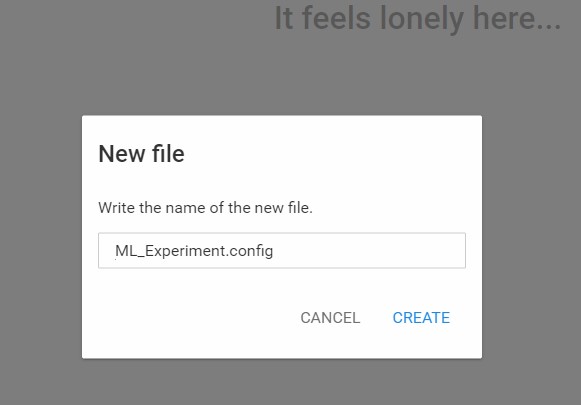 It feels lonely here...
New file
Write the name of the new file.
ML_Experiment.config
CANCEL CREATE